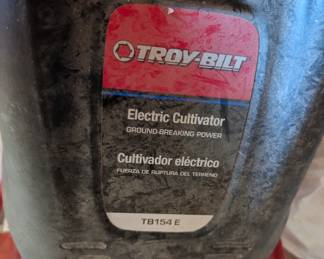 TROY-BILT
Electric Cultivator
GROUND-BREAKING POWER
Cultivador eléctrico
FUERZA DE RUPTURA DEL TERRENO
TB154 E